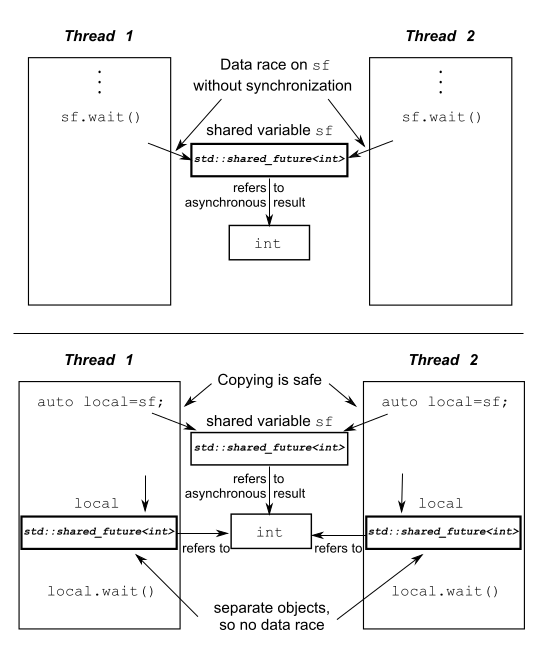 Thread 1
Thread 2
Data race on sf
without synchronization
sf.wait()
sf.wait()
shared variable sf
std::shared_future<int>
refers to
asynchronous result
int
Thread 1
Thread 2
Copying is safe
auto local=sf;
auto local=sf;
shared variable sf
std::shared_future<int>
refers to
asynchronous result
local
local
std::shared_future<int>
int
std::shared_future<int>
refers to
refers to
local.wait()
local.wait()
separate objects,
so no data race